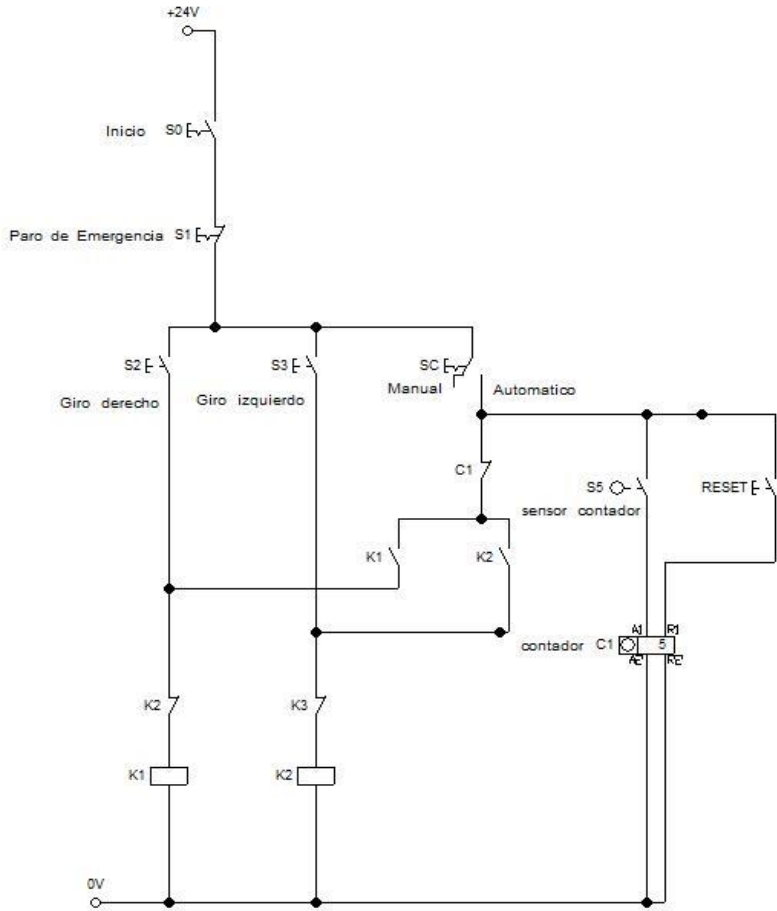 +24V
Inicio S0
Paro de Emergencia S1
S2
S3
SC
Manual
Automatico
Giro derecho
Giro izquierdo
C1
S5
RESET
sensor contador
K1
K2
A1 R1
contador C1 5
A2 R2
K2
K3
K1
K2
0V